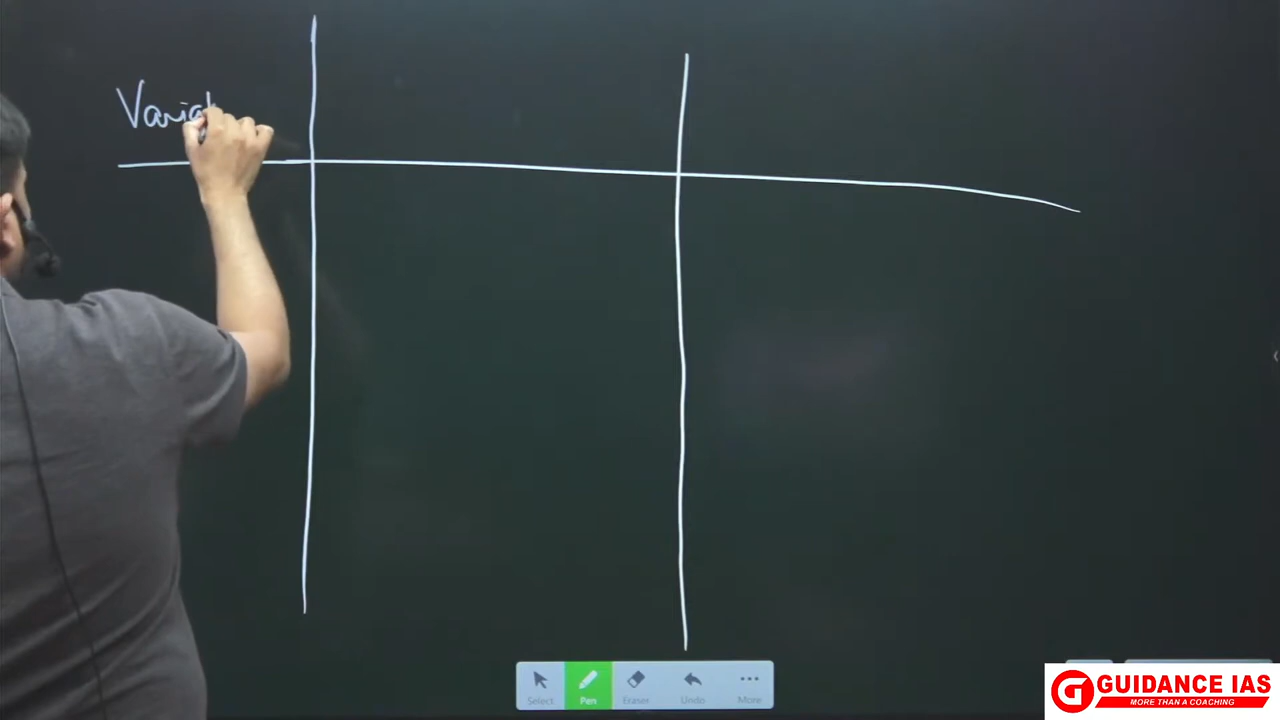 Varia
Select Pen Eraser Undo More
GUIDANCE IAS
MORE THAN A COACHING